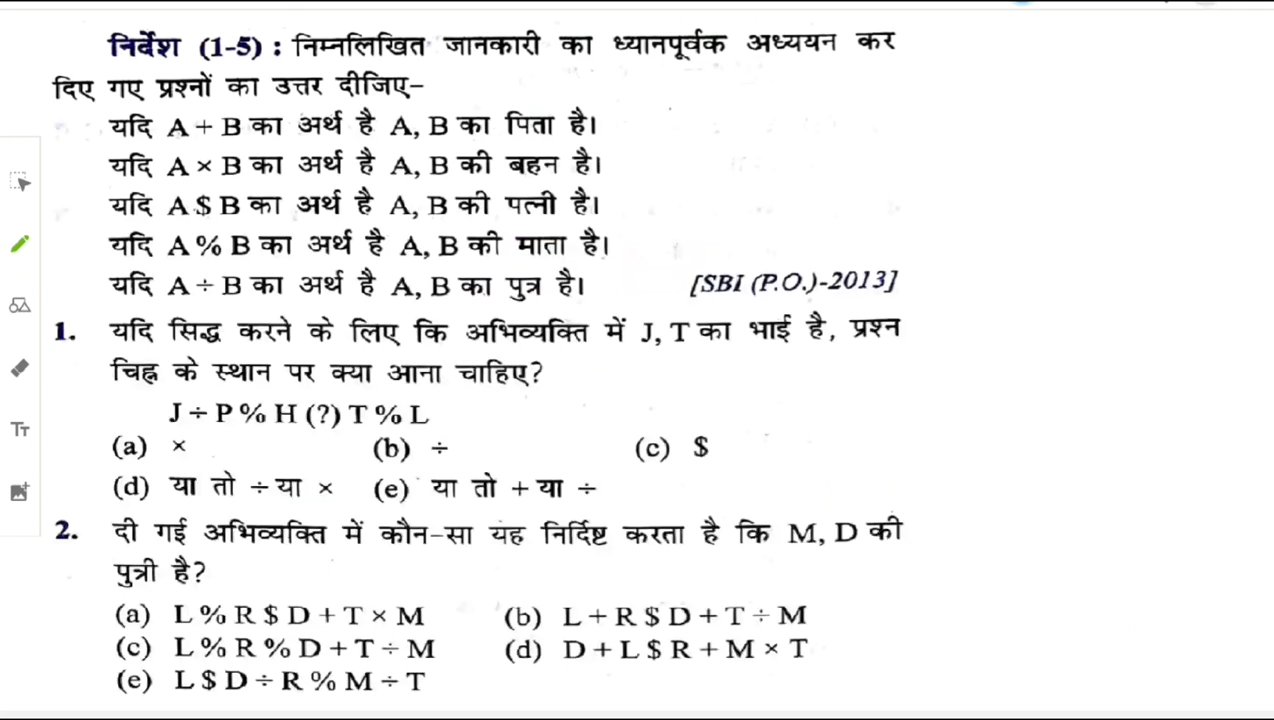 निर्देश (1-5) : निम्नलिखित जानकारी का ध्यानपूर्वक अध्ययन कर
दिए गए प्रश्नों का उत्तर दीजिए–
यदि A + B का अर्थ है A, B का पिता है।
यदि A × B का अर्थ है A, B की बहन है।
यदि A $ B का अर्थ है A, B की पत्नी है।
यदि A % B का अर्थ है A, B की माता है।
यदि A ÷ B का अर्थ है A, B का पुत्र है। [SBI (P.O.)-2013]
1. यदि सिद्ध करने के लिए कि अभिव्यक्ति में J, T का भाई है, प्रश्न
चिह्न के स्थान पर क्या आना चाहिए?
J ÷ P % H (?) T % L
(a) × (b) ÷ (c) $
(d) या तो ÷ या × (e) या तो + या ÷
2. दी गई अभिव्यक्ति में कौन-सा यह निर्दिष्ट करता है कि M, D की
पुत्री है?
(a) L % R $ D + T × M (b) L + R $ D + T ÷ M
(c) L % R % D + T ÷ M (d) D + L $ R + M × T
(e) L $ D ÷ R % M ÷ T
Tт